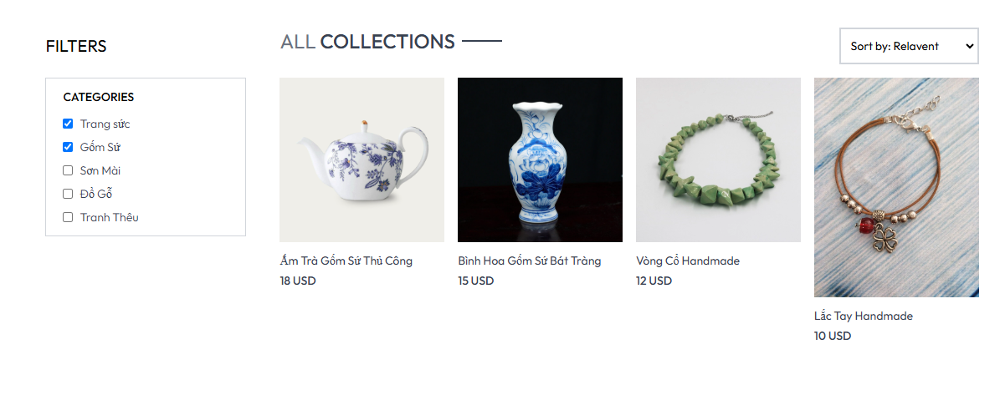 FILTERS
ALL COLLECTIONS
Sort by: Relavent
CATEGORIES
Trang sức
Gốm Sứ
Sơn Mài
Đồ Gỗ
Tranh Thêu
Ấm Trà Gốm Sứ Thủ Công
18 USD
Bình Hoa Gốm Sứ Bát Tràng
15 USD
Vòng Cổ Handmade
12 USD
Lắc Tay Handmade
10 USD